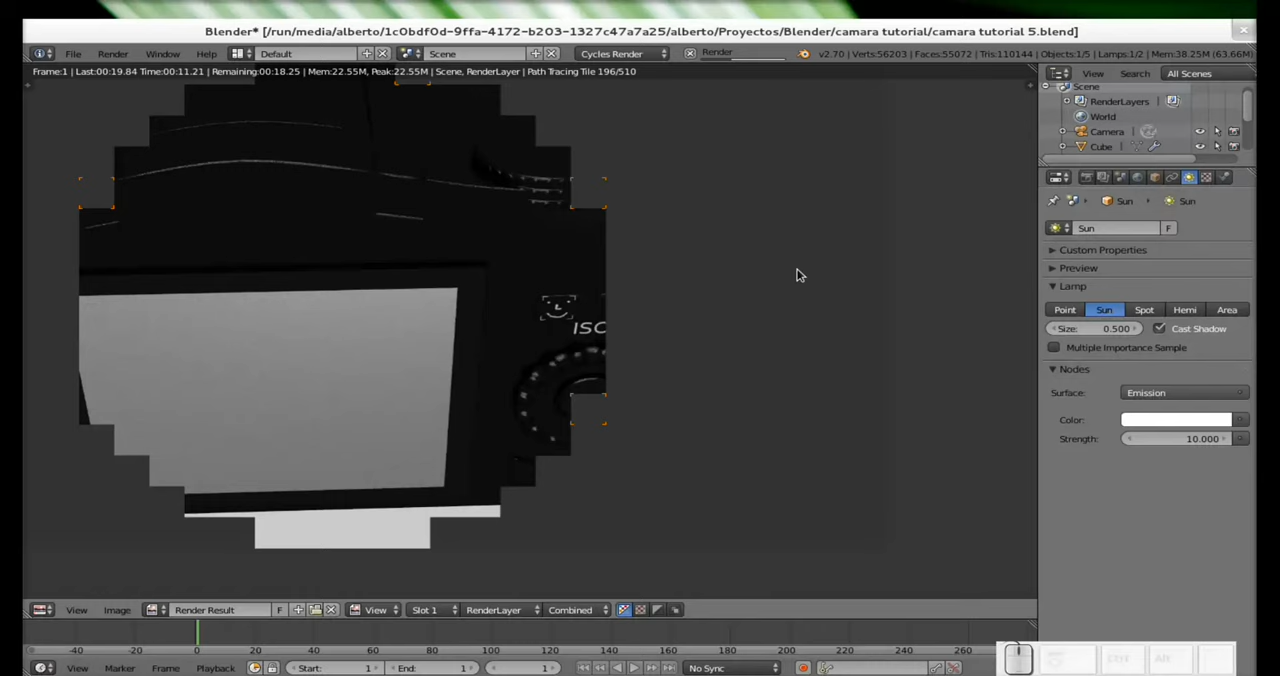 Blender* [/run/media/alberto/1c0bdf0d-9ffa-4172-b203-1327c47a7a25/alberto/Proyectos/Blender/camara tutorial/camara tutorial 5.blend]
File Render Window Help Default Scene Cycles Render Render v2.70 | Verts:56203 | Faces:55072 | Tris:110144 | Objects:1/5 | Lamps:1/2 | Mem:38.25M (63.66M)
Frame:1 | Last:00:19.84 Time:00:11.21 | Remaining:00:18.25 | Mem:22.55M, Peak:22.55M | Scene, RenderLayer | Path Tracing Tile 196/510
View Search All Scenes
Scene
RenderLayers
World
Camera
Cube
Sun Sun
Sun F
Custom Properties
Preview
Lamp
Point Sun Spot Hemi Area
Size: 0.500 Cast Shadow
Multiple Importance Sample
Nodes
Surface: Emission
Color:
Strength: 10.000
View Image Render Result F View Slot 1 RenderLayer Combined
-40 -20 0 20 40 60 80 100 120 140 160 180 200 220 240 260
View Marker Frame Playback Start: 1 End: 1 1 No Sync
Alt